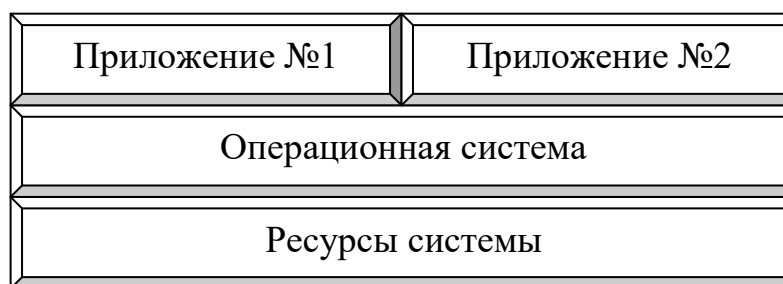 Приложение №1 Приложение №2
Операционная система
Ресурсы системы